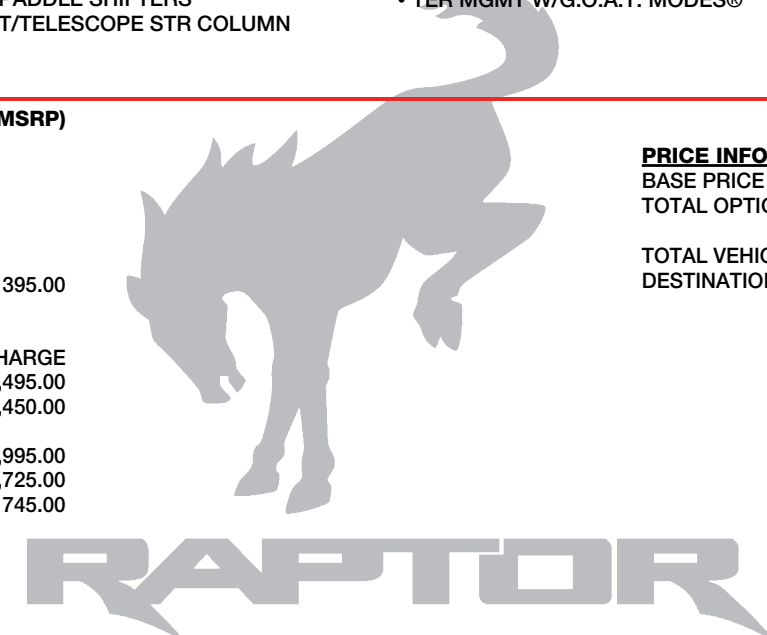 PADDLE SHIFTERS
T/TELESCOPE STR COLUMN
• TER MGMT W/G.O.A.T. MODES®
MSRP)
395.00
HARGE
,495.00
,450.00
,995.00
,725.00
745.00
PRICE INFO
BASE PRICE
TOTAL OPTIO
TOTAL VEHIC
DESTINATION
RAPTOR